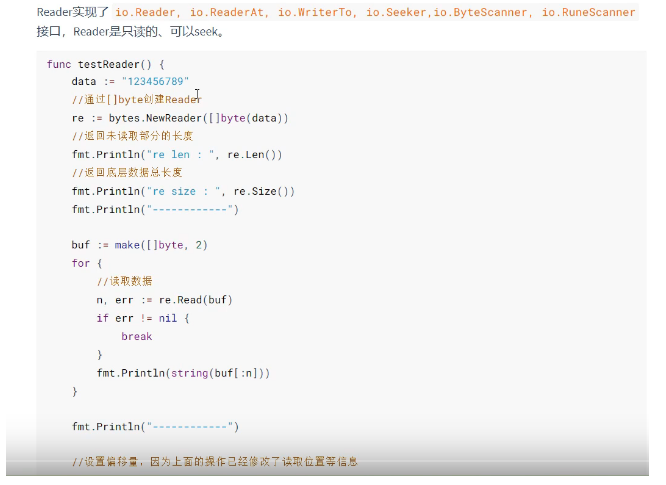 Reader实现了 io.Reader, io.ReaderAt, io.WriterTo, io.Seeker,io.ByteScanner, io.RuneScanner
接口，Reader是只读的、可以seek。
func testReader() {
    data := "123456789"
    //通过[]byte创建Reader
    re := bytes.NewReader([]byte(data))
    //返回未读取部分的长度
    fmt.Println("re len : ", re.Len())
    //返回底层数据总长度
    fmt.Println("re size : ", re.Size())
    fmt.Println("------------")

    buf := make([]byte, 2)
    for {
        //读取数据
        n, err := re.Read(buf)
        if err != nil {
            break
        }
        fmt.Println(string(buf[:n]))
    }

    fmt.Println("------------")

    //设置偏移量，因为上面的操作已经修改了读取位置等信息